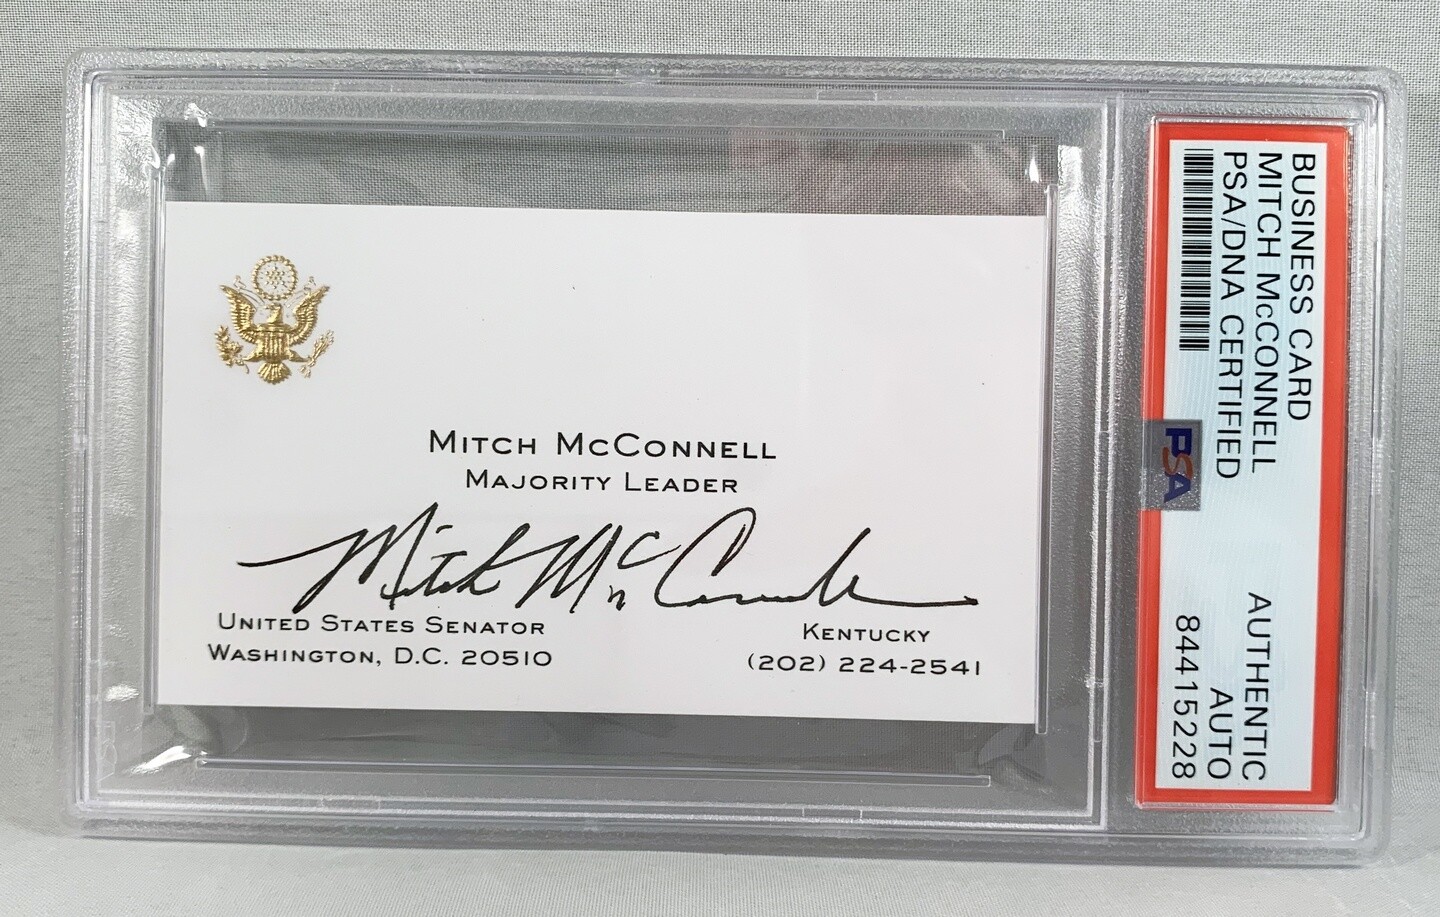 MITCH McCONNELL
MAJORITY LEADER
Mitch McConnell
UNITED STATES SENATOR
WASHINGTON, D.C. 20510
KENTUCKY
(202) 224-2541
BUSINESS CARD
MITCH McCONNELL
PSA/DNA CERTIFIED
AUTHENTIC
AUTO
84415228
PSA